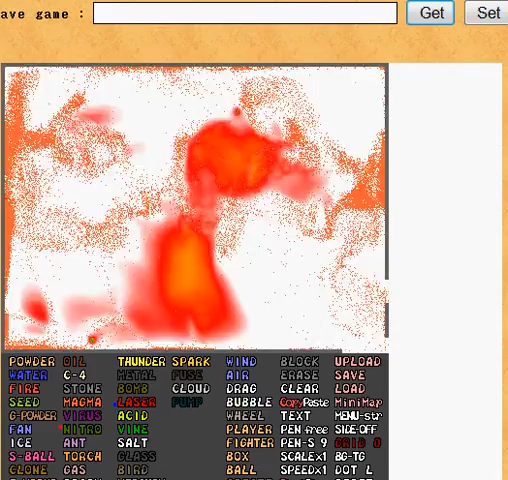 ave game : Get Set
POWDER OIL THUNDER SPARK WIND BLOCK UPLOAD
WATER C-4 METAL FUSE AIR ERASE SAVE
FIRE STONE BOMB CLOUD DRAG CLEAR LOAD
SEED MAGMA LASER PUMP BUBBLE CopyPaste MiniMap
G-POWDER VIRUS ACID WHEEL TEXT MENU-str
FAN NITRO VINE PLAYER PEN free SIDE-OFF
ICE ANT SALT FIGHTER PEN-S 9 GRID 0
S-BALL TORCH GLASS BOX SCALEx1 BG-TG
CLONE GAS BIRD BALL SPEEDx1 DOT L